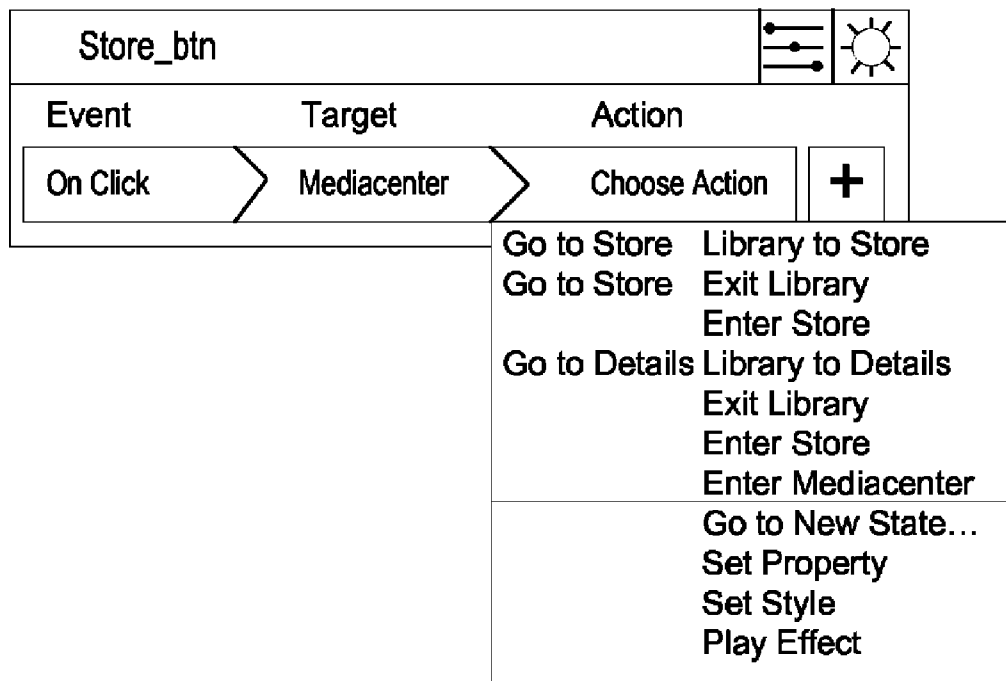 Store_btn
Event Target Action
On Click Mediacenter Choose Action +
Go to Store Library to Store
Go to Store Exit Library
Enter Store
Go to Details Library to Details
Exit Library
Enter Store
Enter Mediacenter
Go to New State...
Set Property
Set Style
Play Effect